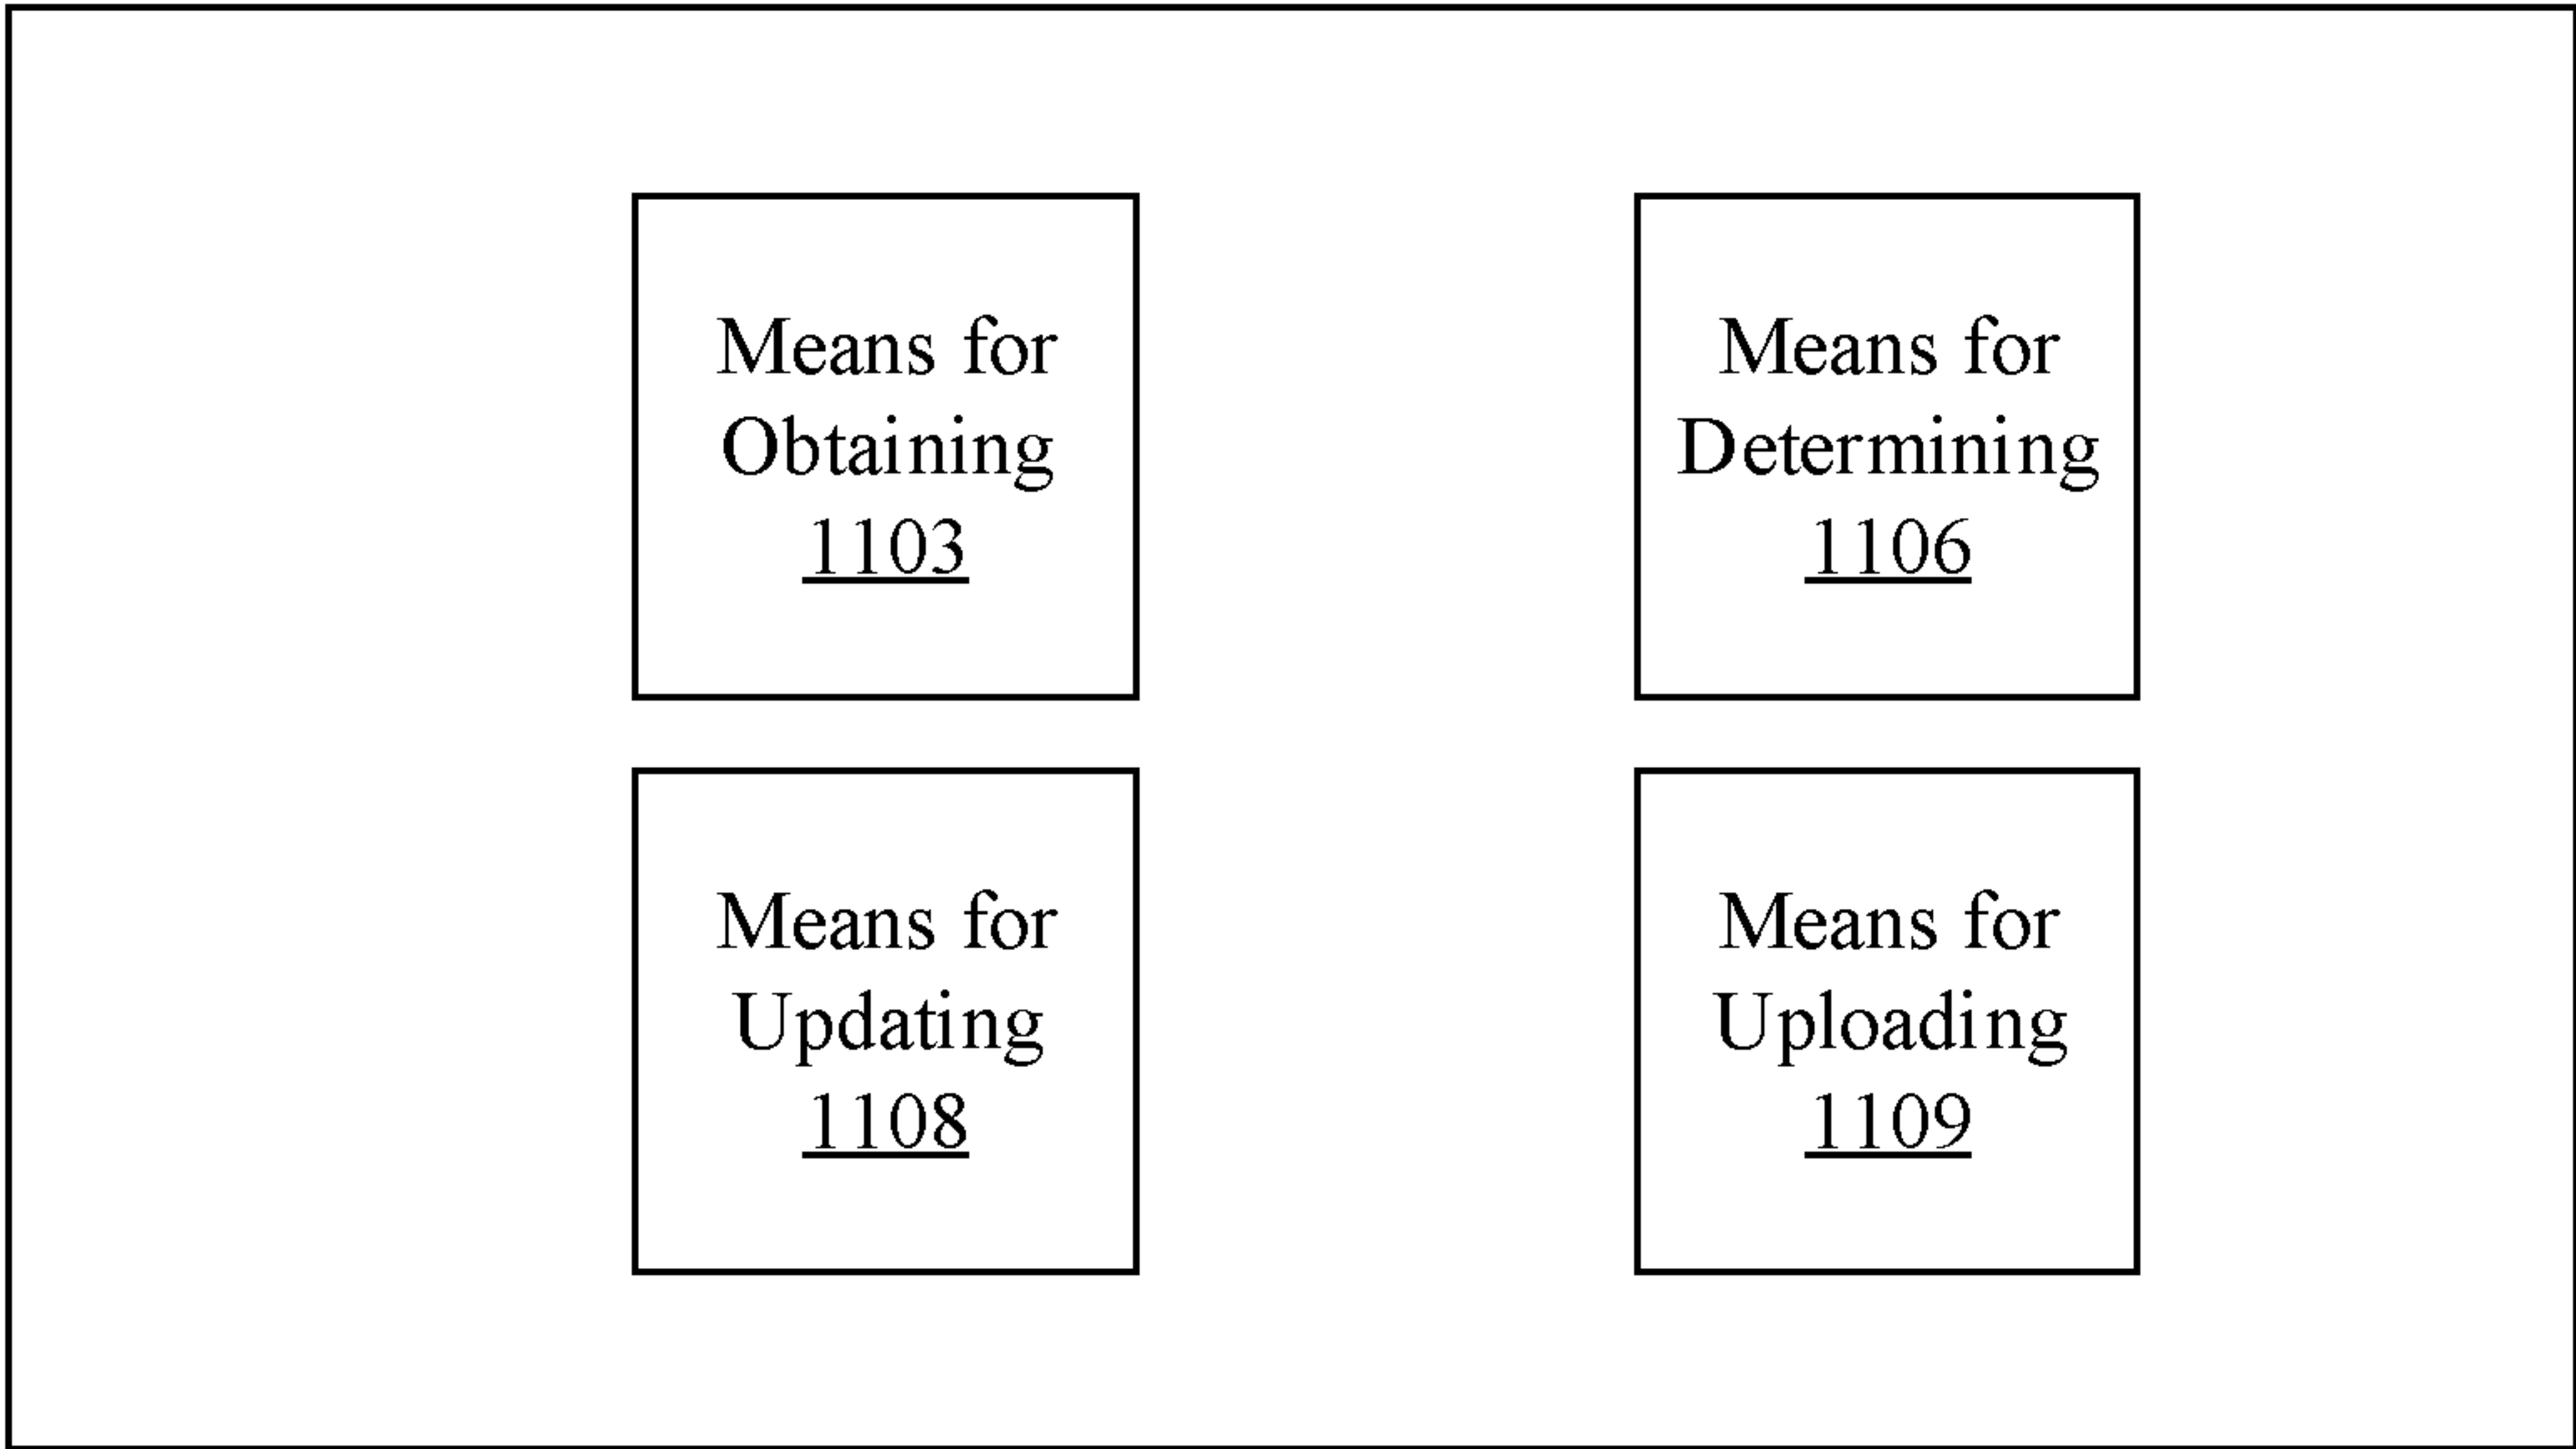 Means for
Obtaining
1103
Means for
Determining
1106
Means for
Updating
1108
Means for
Uploading
1109